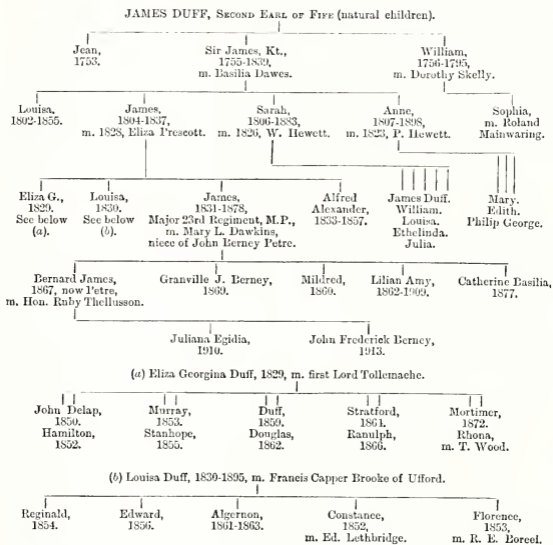 JAMES DUFF, SECOND EARL OF FIFE (natural children).
Jean, Sir James, Kt., William,
1753. 1755-1839, 1756-1795,
m. Basilia Dawes. m. Dorothy Skelly.
Louisa, James, Sarah, Anne, Sophia,
1802-1855. 1804-1837, 1806-1883, 1807-1898, m. Roland
m. 1828, Eliza Prescott. m. 1826, W. Hewett. m. 1823, P. Hewett. Mainwaring.
Eliza G., Louisa, James, Alfred James Duff. Mary.
1829. 1830. 1831-1878, Alexander, William. Edith.
See below See below Major 23rd Regiment, M.P., 1833-1857. Louisa. Philip George.
(a). (b). m. Mary L. Dawkins, Ethelinda.
niece of John Berney Petre. Julia.
Bernard James, Granville J. Berney, Mildred, Lilian Amy, Catherine Basilia,
1867, now Petre, 1869. 1860. 1862-1909. 1877.
m. Hon. Ruby Thellusson.
Juliana Egidia, John Frederick Berney,
1910. 1913.
(a) Eliza Georgina Duff, 1829, m. first Lord Tollemache.
John Delap, Murray, Duff, Stratford, Mortimer,
1850. 1853. 1859. 1864. 1872.
Hamilton, Stanhope, Douglas, Ranulph, Rhona,
1852. 1855. 1862. 1866. m. T. Wood.
(b) Louisa Duff, 1830-1895, m. Francis Capper Brooke of Ufford.
Reginald, Edward, Algernon, Constance, Florence,
1854. 1856. 1861-1863. 1852, 1853,
m. Ed. Lethbridge. m. R. E. Boreel.